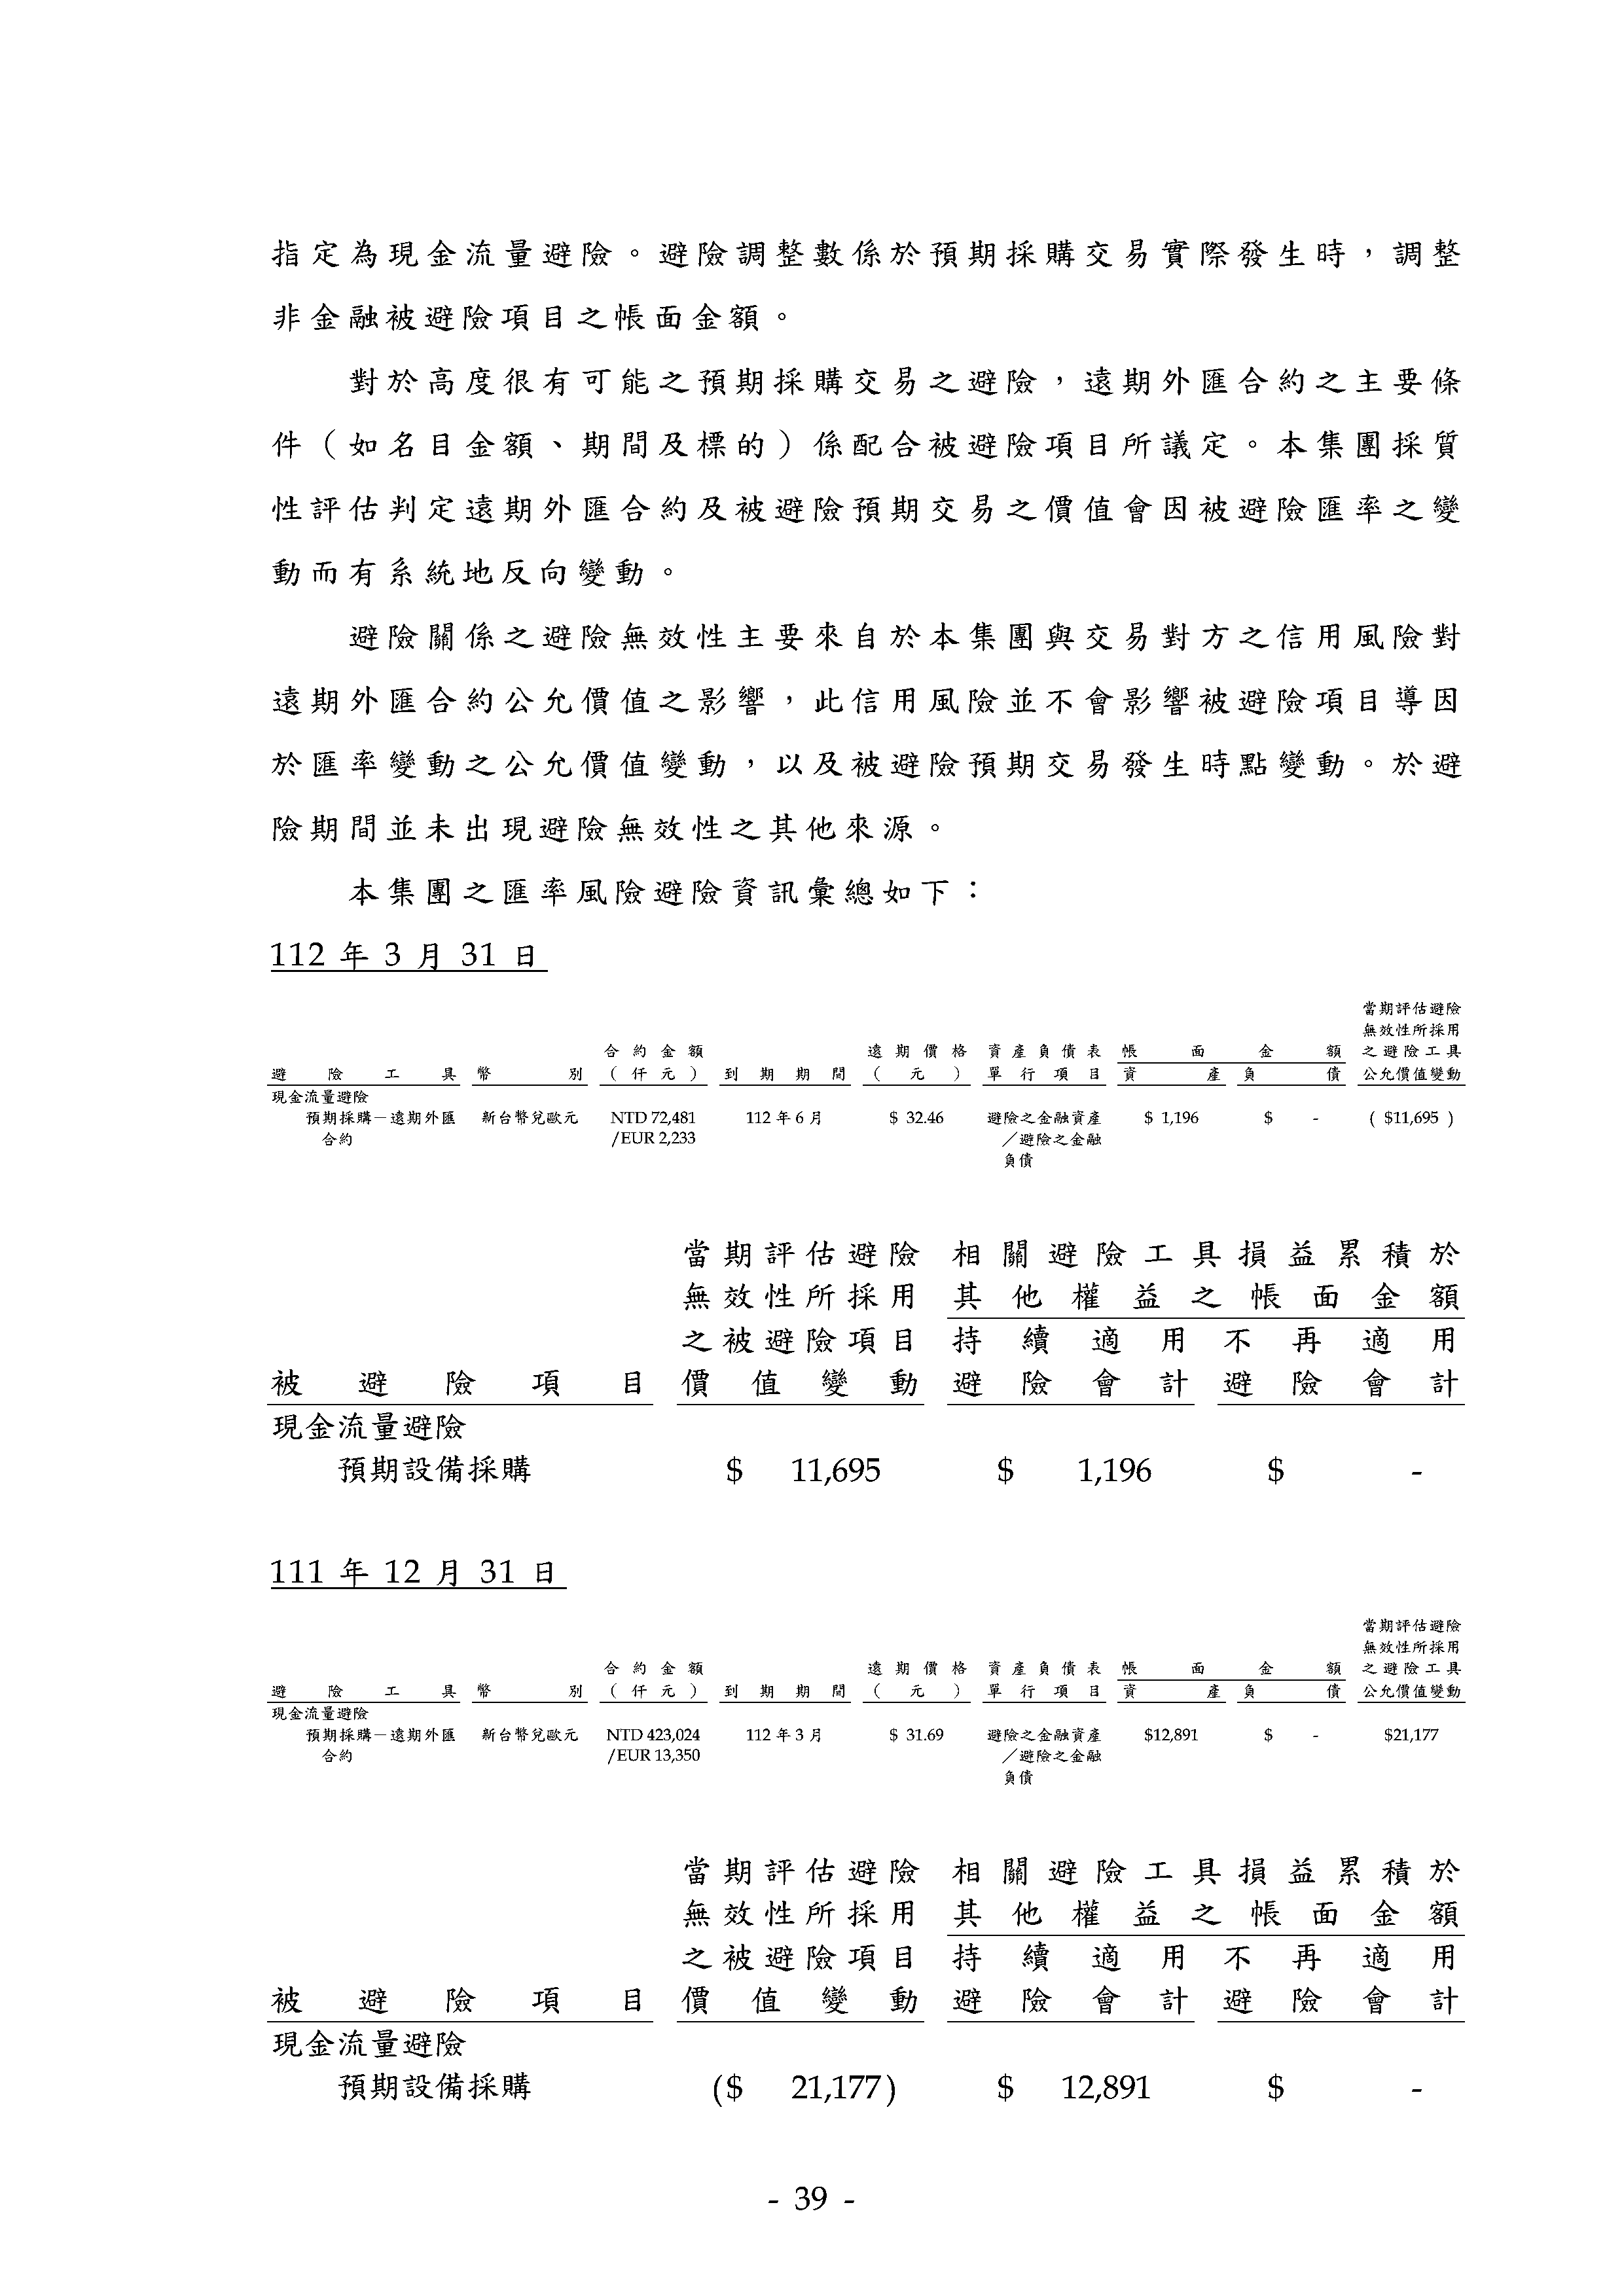 指定為現金流量避險。避險調整數係於預期採購交易實際發生時，調整
非金融被避險項目之帳面金額。
對於高度很有可能之預期採購交易之避險，遠期外匯合約之主要條
件（如名目金額、期間及標的）係配合被避險項目所議定。本集團採質
性評估判定遠期外匯合約及被避險預期交易之價值會因被避險匯率之變
動而有系統地反向變動。
避險關係之避險無效性主要來自於本集團與交易對方之信用風險對
遠期外匯合約公允價值之影響，此信用風險並不會影響被避險項目導因
於匯率變動之公允價值變動，以及被避險預期交易發生時點變動。於避
險期間並未出現避險無效性之其他來源。
本集團之匯率風險避險資訊彙總如下：
112 年 3 月 31 日
當期評估避險
無效性所採用
合約金額 遠期價格 資產負債表 帳面金額 之避險工具
避險工具 幣別 （仟元） 到期期間 （元） 單行項目 資產 負債 公允價值變動
現金流量避險
預期採購－遠期外匯 新台幣兌歐元 NTD 72,481 112 年 6 月 $ 32.46 避險之金融資產 $ 1,196 $ - ( $11,695 )
合約 /EUR 2,233 ／避險之金融
負債
當期評估避險 相關避險工具損益累積於
無效性所採用 其他權益之帳面金額
之被避險項目 持續適用 不再適用
被避險項目 價值變動 避險會計 避險會計
現金流量避險
預期設備採購 $ 11,695 $ 1,196 $ -
111 年 12 月 31 日
當期評估避險
無效性所採用
合約金額 遠期價格 資產負債表 帳面金額 之避險工具
避險工具 幣別 （仟元） 到期期間 （元） 單行項目 資產 負債 公允價值變動
現金流量避險
預期採購－遠期外匯 新台幣兌歐元 NTD 423,024 112 年 3 月 $ 31.69 避險之金融資產 $12,891 $ - $21,177
合約 /EUR 13,350 ／避險之金融
負債
當期評估避險 相關避險工具損益累積於
無效性所採用 其他權益之帳面金額
之被避險項目 持續適用 不再適用
被避險項目 價值變動 避險會計 避險會計
現金流量避險
預期設備採購 ($ 21,177) $ 12,891 $ -
- 39 -